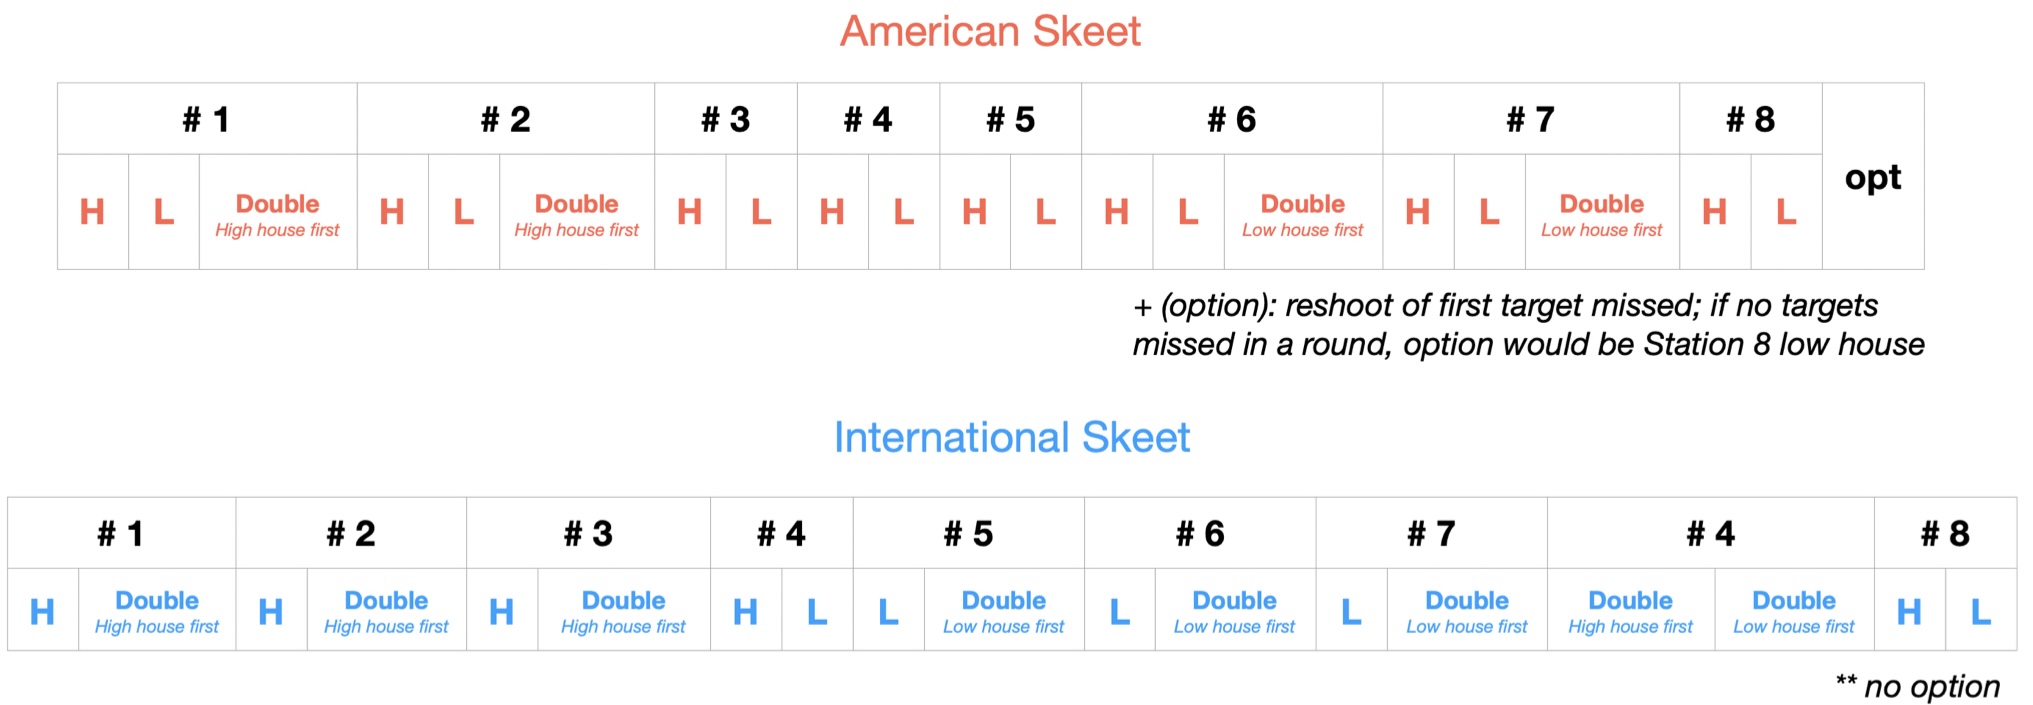 American Skeet
# 1 # 2 # 3 # 4 # 5 # 6 # 7 # 8 opt
H L Double H L Double H L H L H L H L Double H L Double H L
High house first High house first Low house first Low house first
+ (option): reshoot of first target missed; if no targets
missed in a round, option would be Station 8 low house
International Skeet
# 1 # 2 # 3 # 4 # 5 # 6 # 7 # 4 # 8
H Double H Double H Double H L L Double L Double L Double Double Double H L
High house first High house first High house first Low house first Low house first Low house first High house first Low house first
** no option